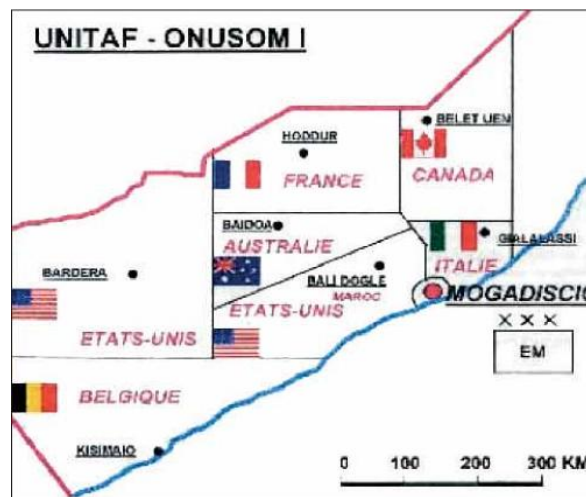 UNITAF - ONUSOM I
BELET UEN
HODDUR
FRANCE
CANADA
BAIDOA
AUSTRALIE
GIALALASSI
BARDERA
BALI DOGLE
ITALIE
MAROC
MOGADISCIO
ETATS-UNIS
ETATS-UNIS
X X X
EM
BELGIQUE
KISIMAIO
0 100 200 300 KM